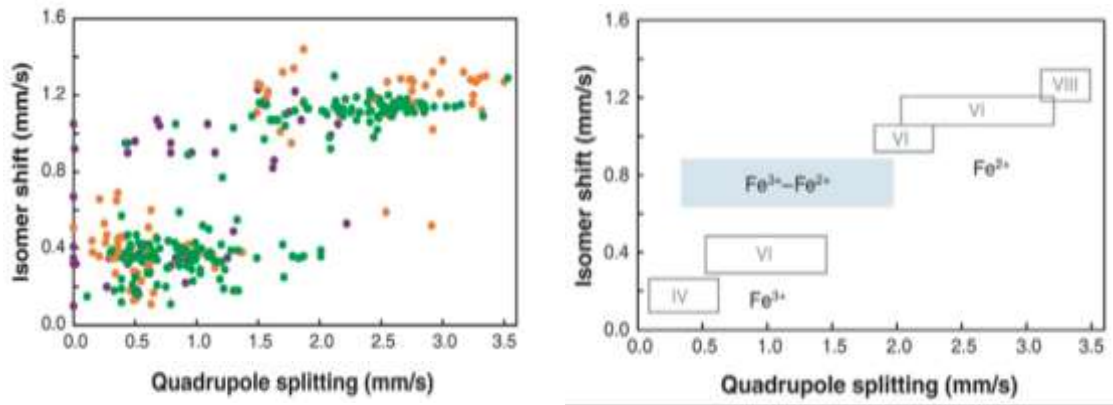 Isomer shift (mm/s)
1.6
1.2
0.8
0.4
0.0
0.0 0.5 1.0 1.5 2.0 2.5 3.0 3.5
Quadrupole splitting (mm/s)
Isomer shift (mm/s)
1.6
1.2
0.8
0.4
0.0
VIII
VI
VI
Fe²⁺
Fe³⁺–Fe²⁺
VI
IV
Fe³⁺
0.0 0.5 1.0 1.5 2.0 2.5 3.0 3.5
Quadrupole splitting (mm/s)